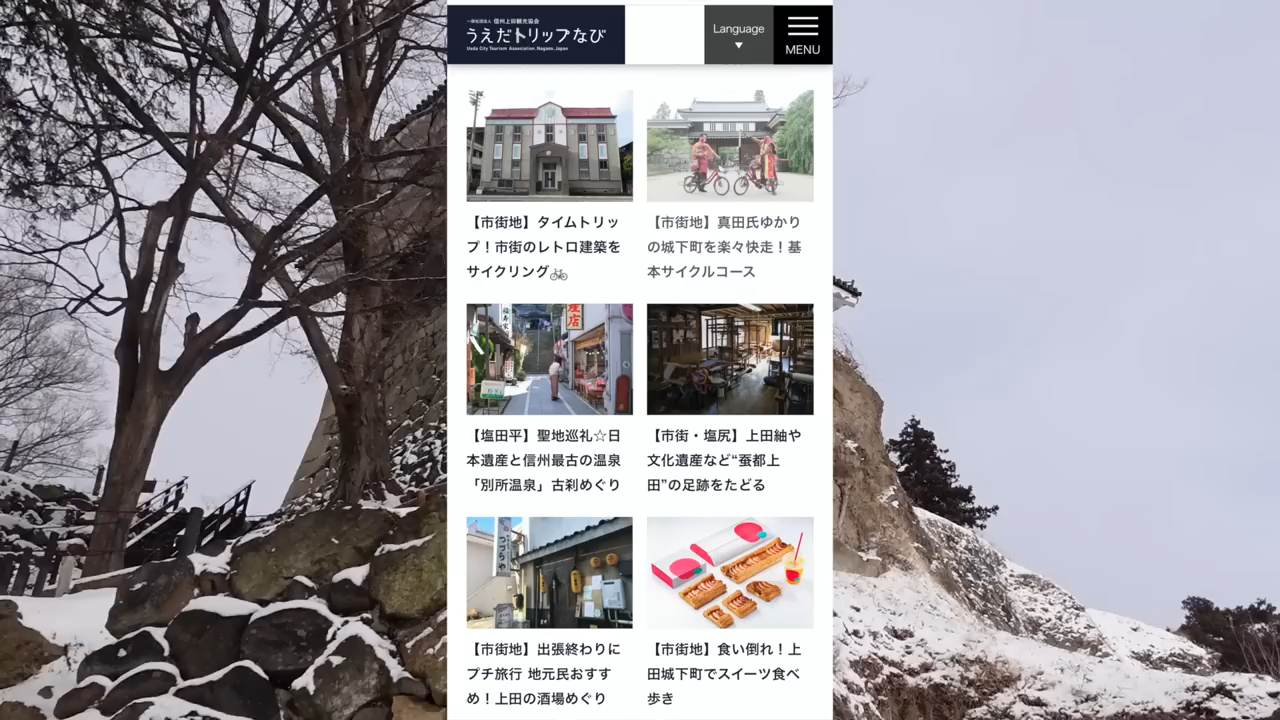 一般社団法人 信州上田観光協会
うえだトリップなび
Ueda City Tourism Association, Nagano, Japan
Language
▼
MENU
【市街地】タイムトリッ
プ！市街のレトロ建築を
サイクリング🚲
【市街地】真田氏ゆかり
の城下町を楽々快走！基
本サイクルコース
福寿家
産店
【塩田平】聖地巡礼☆日
本遺産と信州最古の温泉
「別所温泉」古刹めぐり
【市街・塩尻】上田紬や
文化遺産など“蚕都上
田”の足跡をたどる
つづらや
【市街地】出張終わりに
プチ旅行 地元民おすす
め！上田の酒場めぐり
【市街地】食い倒れ！上
田城下町でスイーツ食べ
歩き